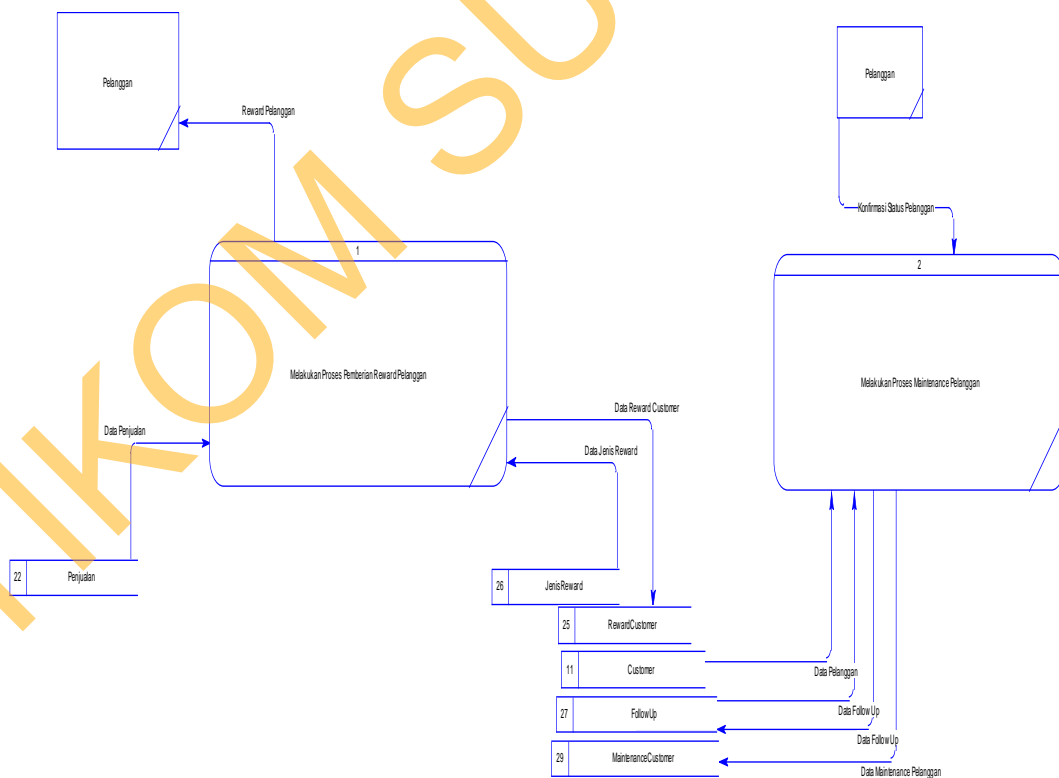 Pelanggan
Pelanggan
Reward Pelanggan
Konfirmasi Status Pelanggan
1
2
Melakukan Proses Pemberian Reward Pelanggan
Melakukan Proses Maintenance Pelanggan
Data Reward Customer
Data Penjualan
Data Jenis Reward
22 Penjualan
26 JenisReward
25 RewardCustomer
11 Customer
Data Pelanggan
27 FollowUp
Data Follow Up
Data Follow Up
29 MaintenanceCustomer
Data Maintenance Pelanggan
IKOM SU